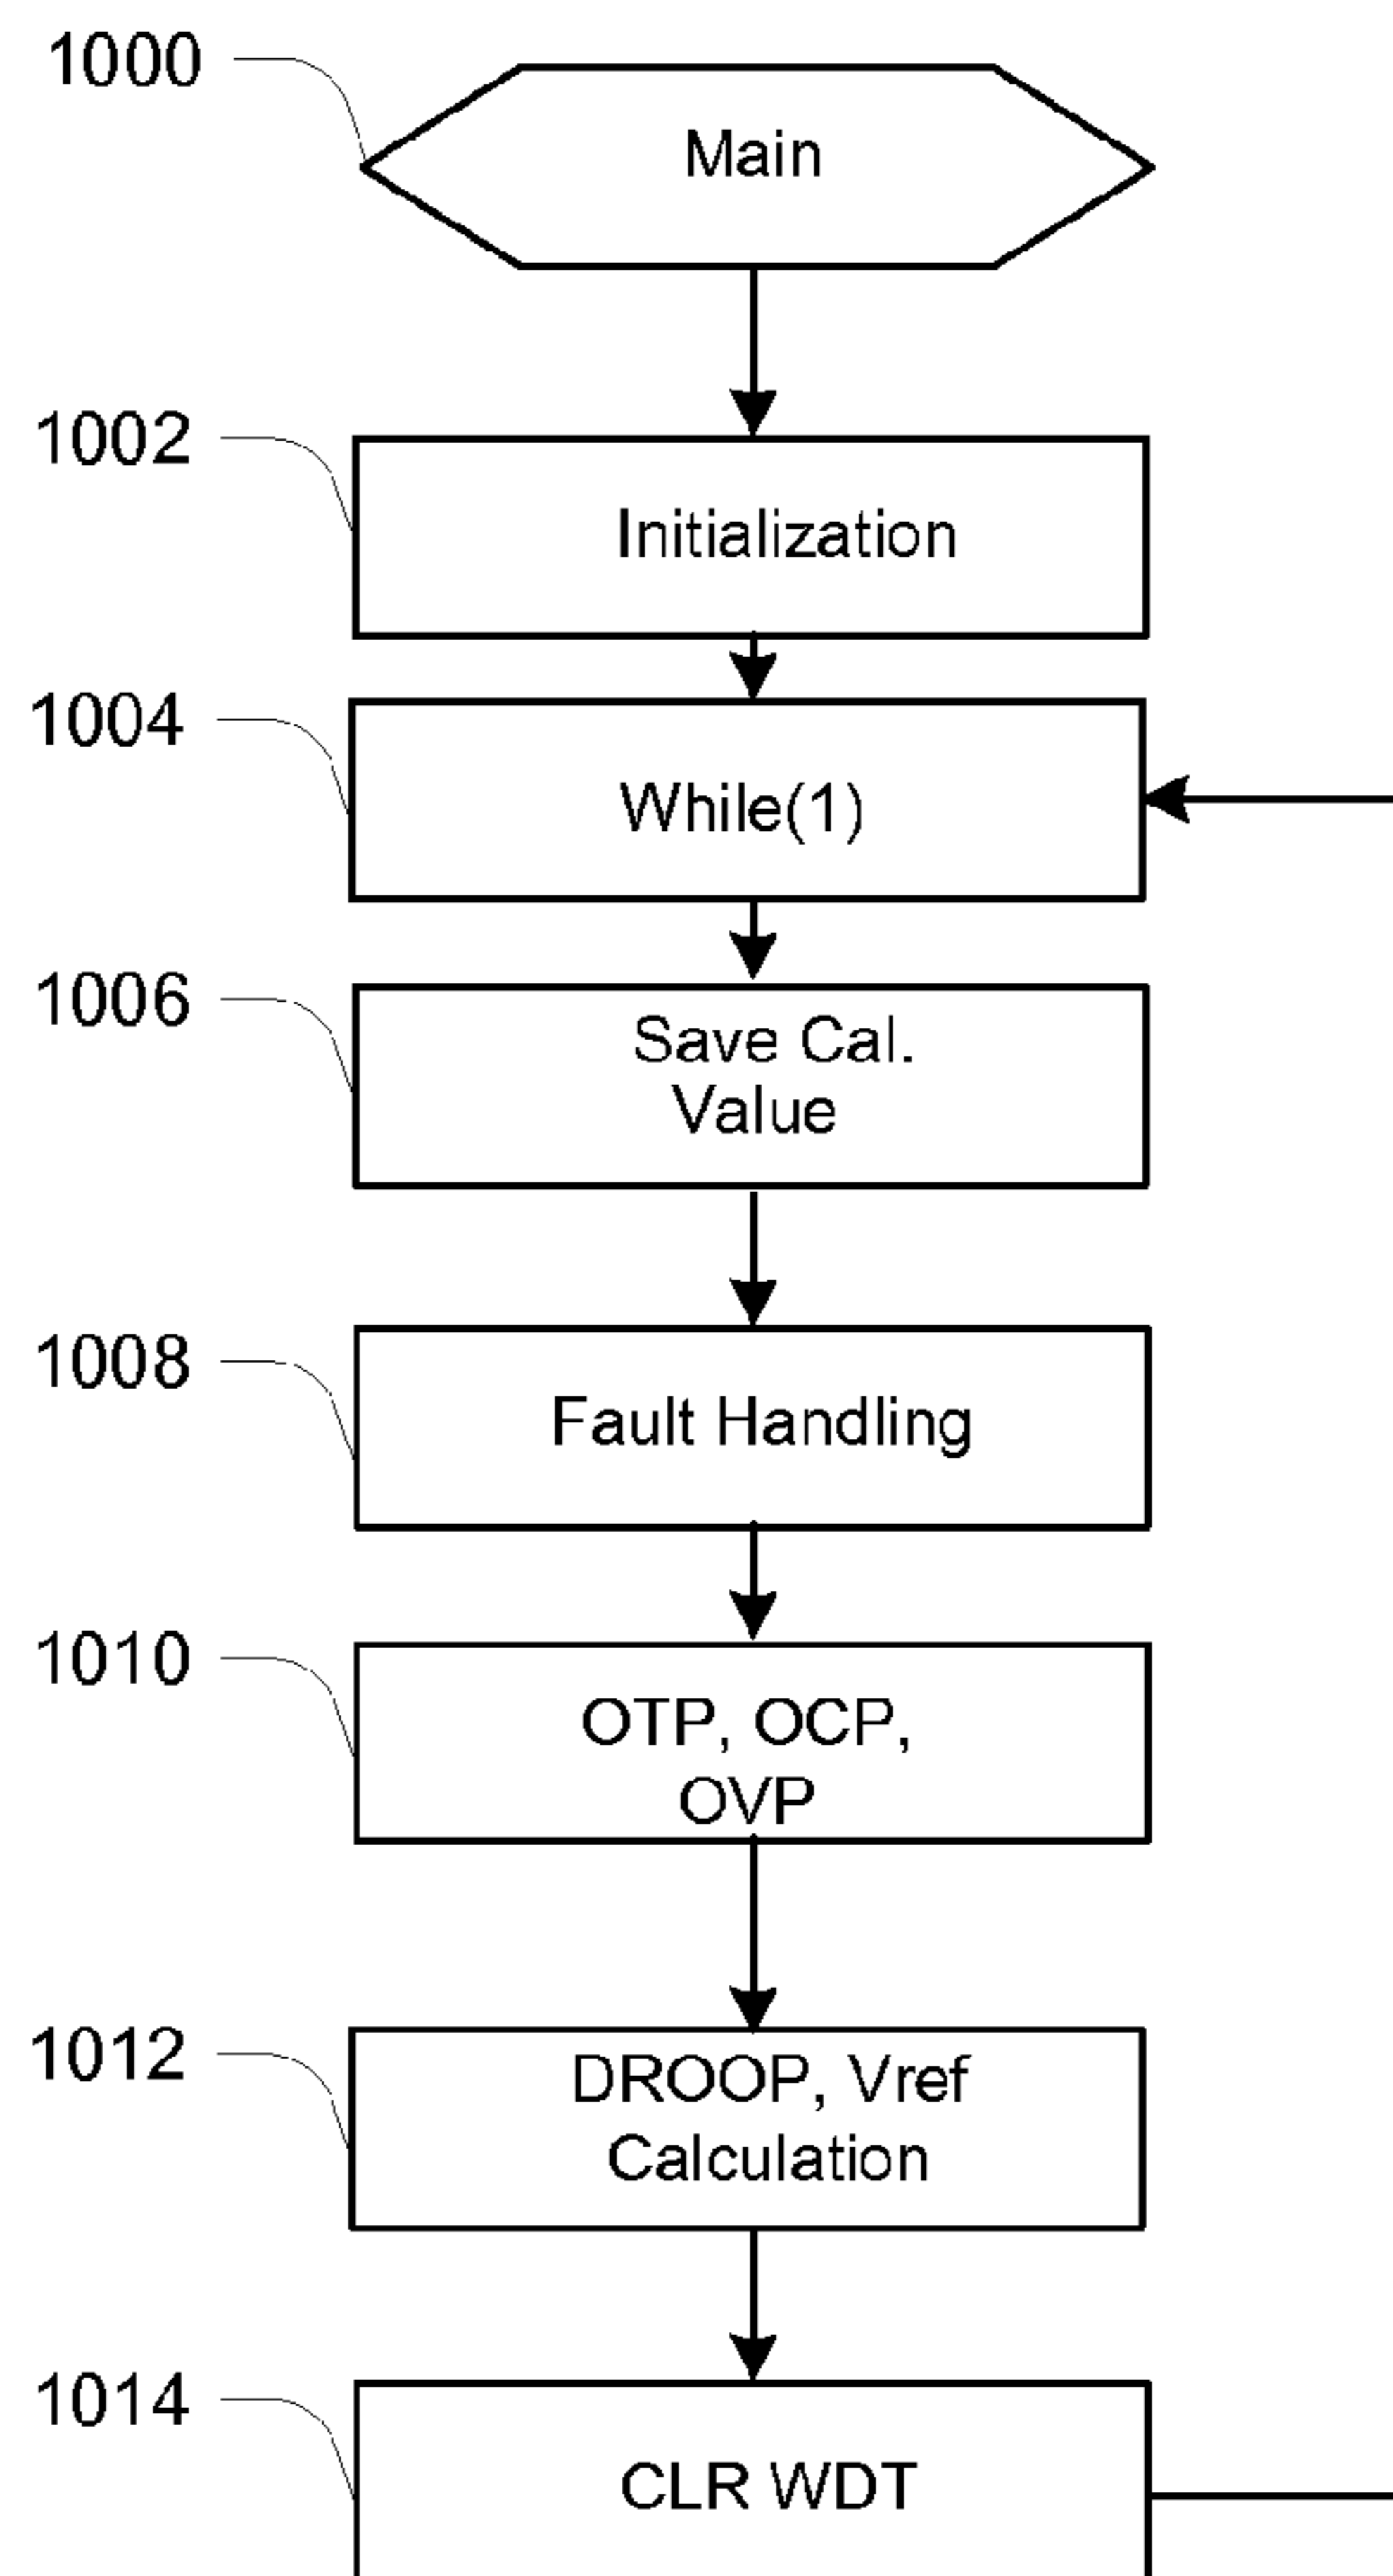 1000
Main
1002
Initialization
1004
While(1)
1006
Save Cal.
Value
1008
Fault Handling
1010
OTP, OCP,
OVP
1012
DROOP, Vref
Calculation
1014
CLR WDT